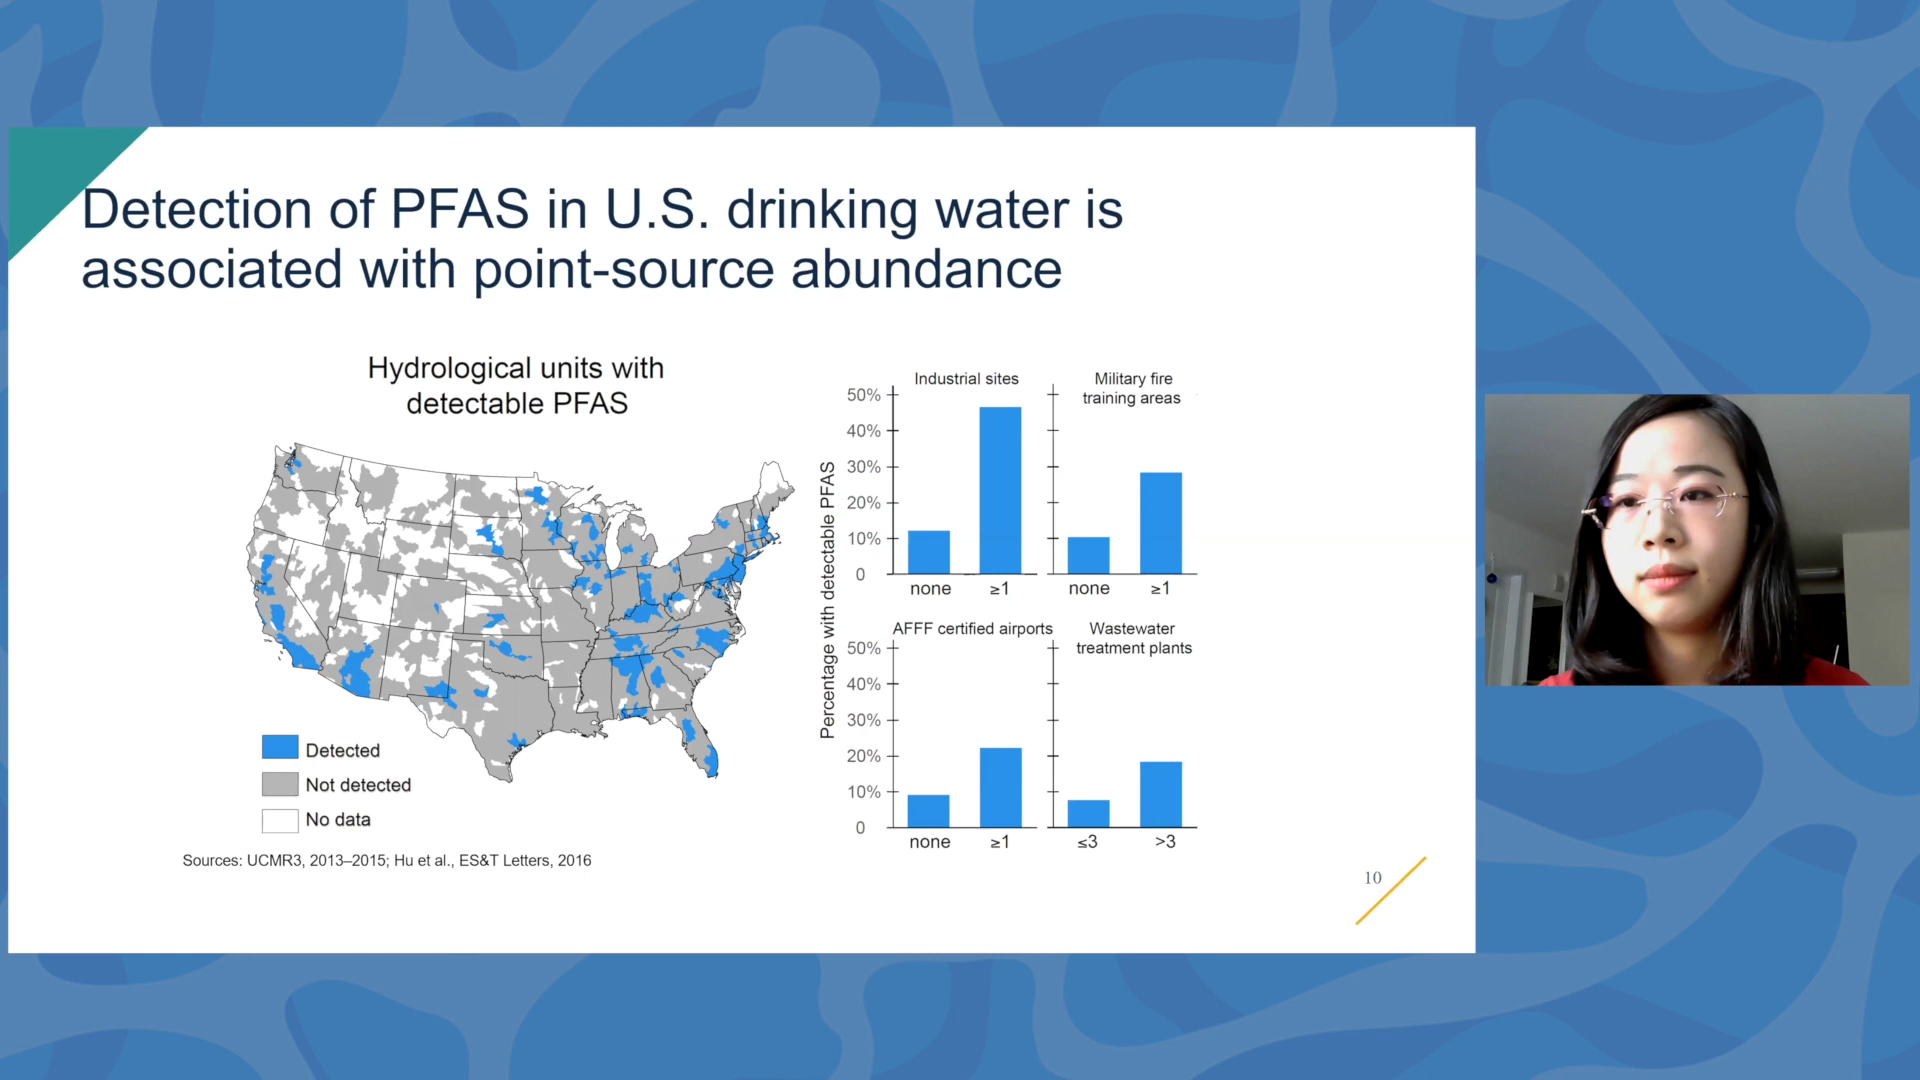 Detection of PFAS in U.S. drinking water is
associated with point-source abundance
Hydrological units with
detectable PFAS
Detected
Not detected
No data
Sources: UCMR3, 2013–2015; Hu et al., ES&T Letters, 2016
Percentage with detectable PFAS
Industrial sites
50%
40%
30%
20%
10%
0
none
≥1
Military fire
training areas
none
≥1
AFFF certified airports
50%
40%
30%
20%
10%
0
none
≥1
Wastewater
treatment plants
≤3
>3
10